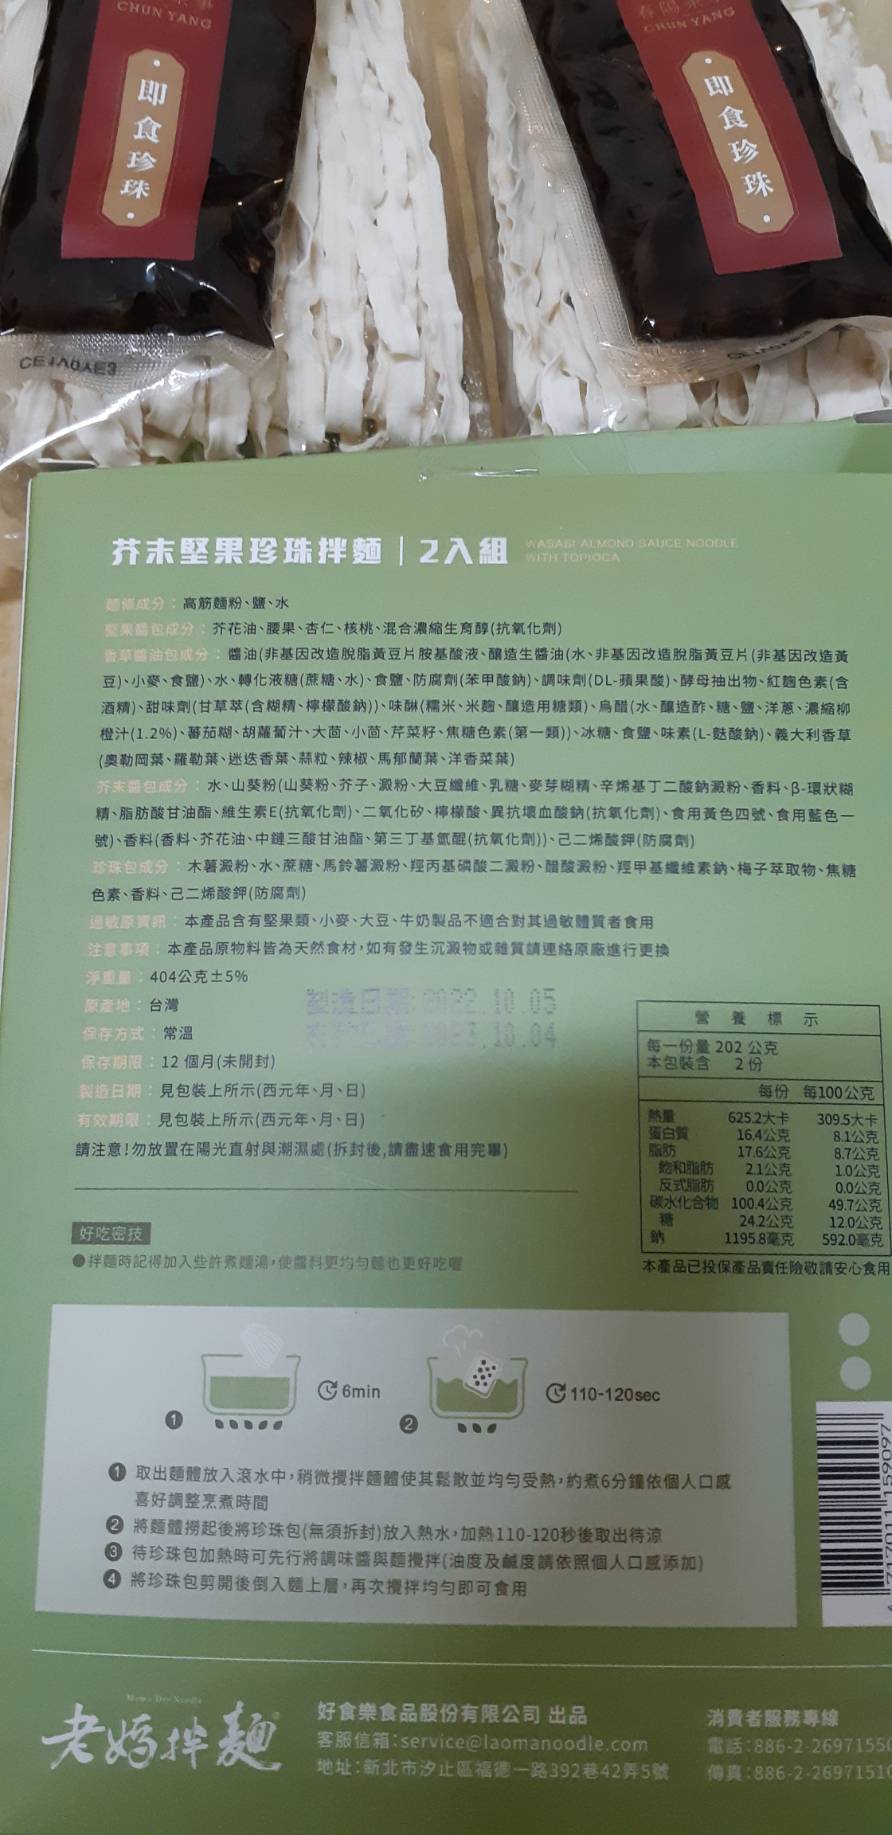 CHUN YANG
即食珍珠
CHUN YANG
即食珍珠
芥末堅果珍珠拌麵｜2入組
WASABI ALMOND SAUCE NOODLE
WITH TOPIOCA
麵條成分：高筋麵粉、鹽、水
堅果醬包成分：芥花油、腰果、杏仁、核桃、混合濃縮生育醇(抗氧化劑)
香草醬油包成分：醬油(非基因改造脫脂黃豆片胺基酸液、釀造生醬油(水、非基因改造脫脂黃豆片(非基因改造黃
豆)、小麥、食鹽)、水、轉化液糖(蔗糖、水)、食鹽、防腐劑(苯甲酸鈉)、調味劑(DL-蘋果酸)、酵母抽出物、紅麴色素(含
酒精)、甜味劑(甘草萃(含糊精、檸檬酸鈉))、味醂(糯米、米麴、釀造用糖類)、烏醋(水、釀造酢、糖、鹽、洋蔥、濃縮柳
橙汁(1.2%)、蕃茄糊、胡蘿蔔汁、大茴、小茴、芹菜籽、焦糖色素(第一類))、冰糖、食鹽、味素(L-麩酸鈉)、義大利香草
(奧勒岡葉、羅勒葉、迷迭香葉、蒜粒、辣椒、馬郁蘭葉、洋香菜葉)
芥末醬包成分：水、山葵粉(山葵粉、芥子、澱粉、大豆纖維、乳糖、麥芽糊精、辛烯基丁二酸鈉澱粉、香料、β-環狀糊
精、脂肪酸甘油酯、維生素E(抗氧化劑)、二氧化矽、檸檬酸、異抗壞血酸鈉(抗氧化劑)、食用黃色四號、食用藍色一
號)、香料(香料、芥花油、中鏈三酸甘油酯、第三丁基氫醌(抗氧化劑))、己二烯酸鉀(防腐劑)
珍珠包成分：木薯澱粉、水、蔗糖、馬鈴薯澱粉、羥丙基磷酸二澱粉、醋酸澱粉、羥甲基纖維素鈉、梅子萃取物、焦糖
色素、香料、己二烯酸鉀(防腐劑)
過敏原資訊：本產品含有堅果類、小麥、大豆、牛奶製品不適合對其過敏體質者食用
注意事項：本產品原物料皆為天然食材，如有發生沉澱物或雜質請連絡原廠進行更換
淨重量：404公克±5%
原產地：台灣
製造日期:2022.10.05
保存方式：常溫
保存期限：12 個月(未開封)
製造日期：見包裝上所示(西元年、月、日)
有效期限：見包裝上所示(西元年、月、日)
請注意！勿放置在陽光直射與潮濕處(拆封後,請盡速食用完畢)
營養標示
每一份量 202 公克
本包裝含 2 份
每份 每100公克
熱量 625.2大卡 309.5大卡
蛋白質 16.4公克 8.1公克
脂肪 17.6公克 8.7公克
飽和脂肪 2.1公克 1.0公克
反式脂肪 0.0公克 0.0公克
碳水化合物 100.4公克 49.7公克
糖 24.2公克 12.0公克
鈉 1195.8毫克 592.0毫克
本產品已投保產品責任險敬請安心食用
好吃密技
●拌麵時記得加入些許煮麵湯，使醬料更均勻麵也更好吃喔
6min
110-120sec
1
2
1 取出麵體放入滾水中，稍微攪拌麵體使其鬆散並均勻受熱，約煮6分鐘依個人口感
喜好調整烹煮時間
2 將麵體撈起後將珍珠包(無須拆封)放入熱水，加熱110-120秒後取出待涼
3 待珍珠包加熱時可先行將調味醬與麵攪拌(油度及鹹度請依照個人口感添加)
4 將珍珠包剪開後倒入麵上層，再次攪拌均勻即可食用
Mom's Dry Noodle
老媽拌麵
好食樂食品股份有限公司 出品
客服信箱：service@laomanoodle.com
地址：新北市汐止區福德一路392巷42弄5號
消費者服務專線
電話：886-2-2697155
傳真：886-2-2697151